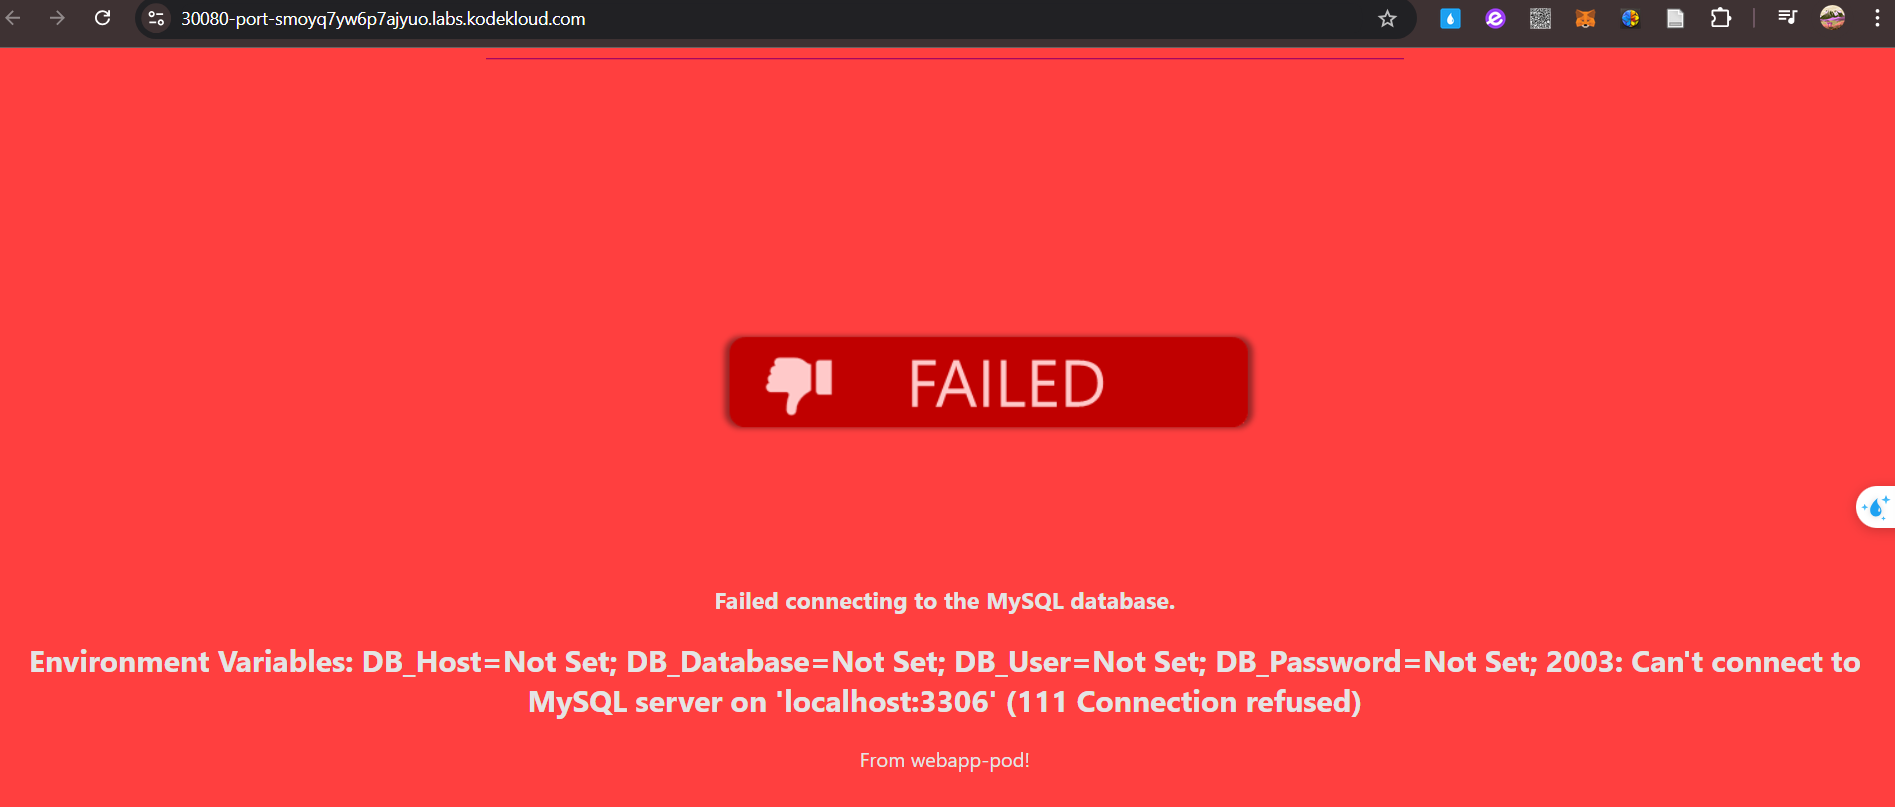 30080-port-smoyq7yw6p7ajyuo.labs.kodekloud.com
FAILED
Failed connecting to the MySQL database.
Environment Variables: DB_Host=Not Set; DB_Database=Not Set; DB_User=Not Set; DB_Password=Not Set; 2003: Can't connect to
MySQL server on 'localhost:3306' (111 Connection refused)
From webapp-pod!